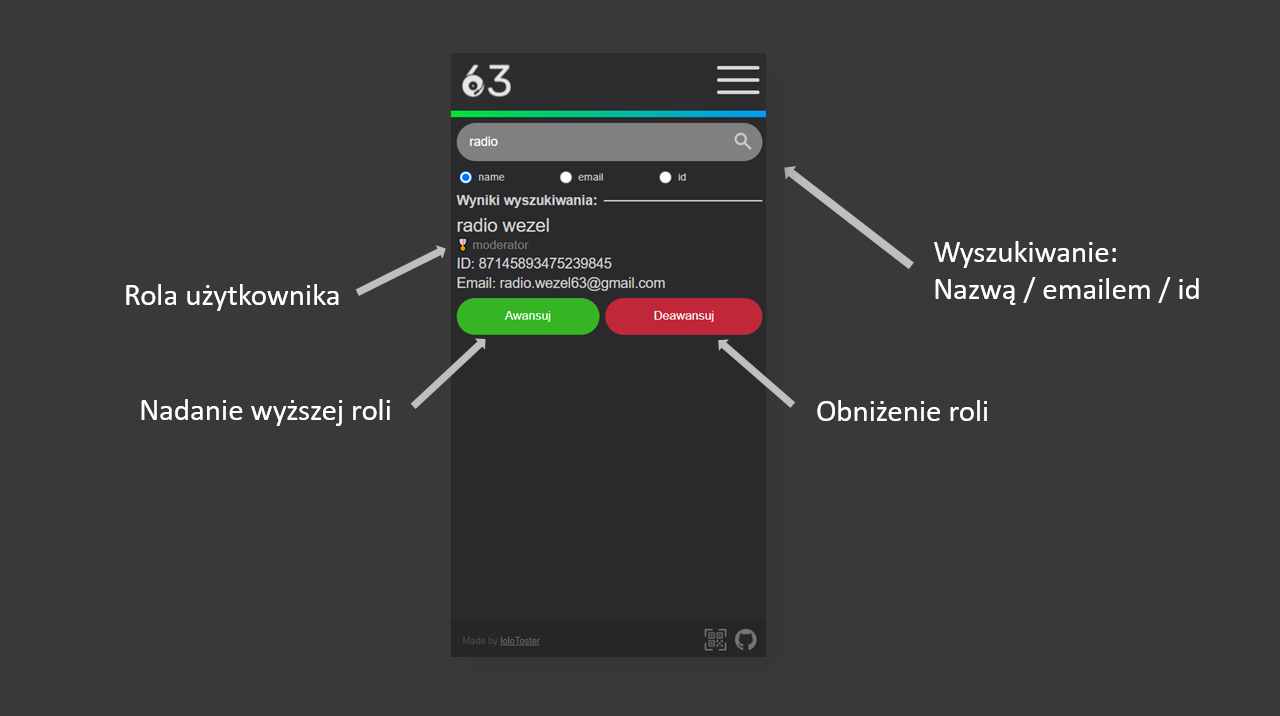 63
radio
name email id
Wyniki wyszukiwania:
radio wezel
moderator
ID: 87145893475239845
Email: radio.wezel63@gmail.com
Awansuj Deawansuj
Rola użytkownika
Wyszukiwanie:
Nazwą / emailem / id
Nadanie wyższej roli
Obniżenie roli
Made by loloToster